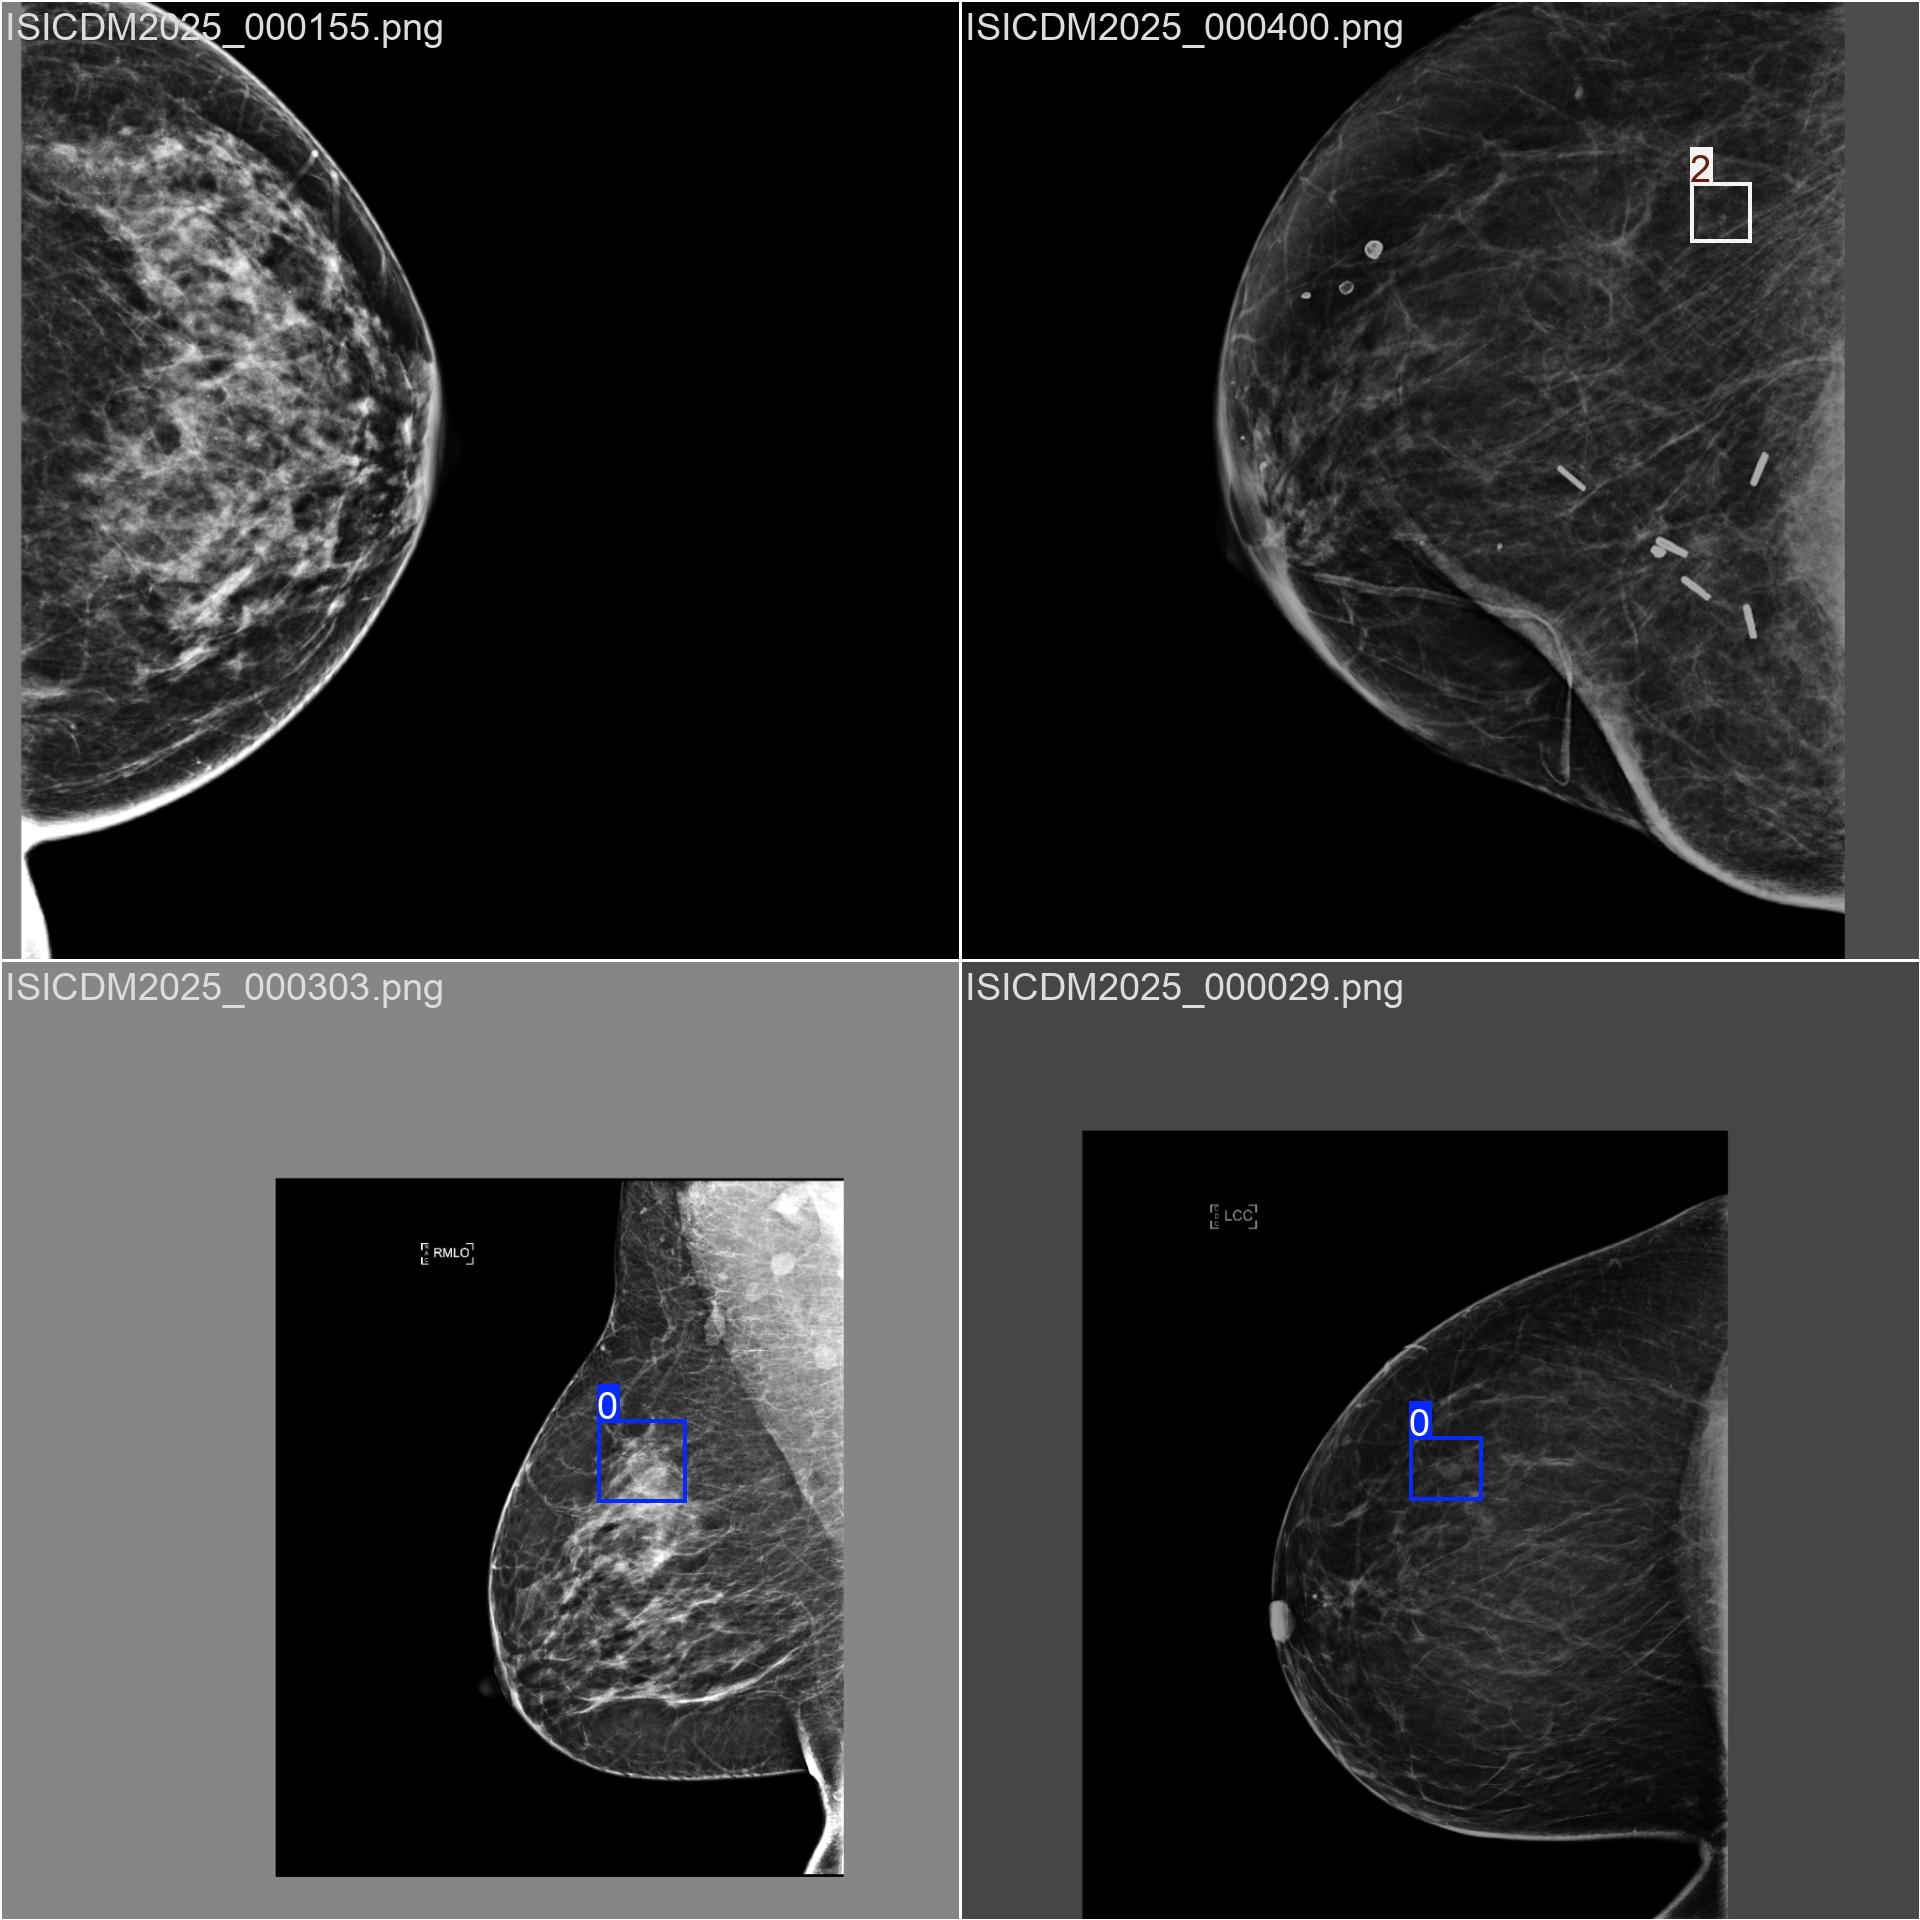 ISICDM2025_000155.png
ISICDM2025_000400.png
2
ISICDM2025_000303.png
ISICDM2025_000029.png
0
RMLO
0
LCC